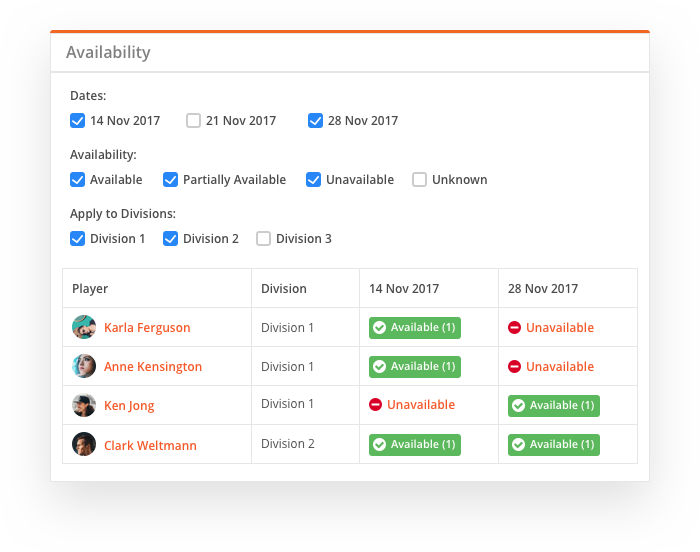 Availability
Dates:
14 Nov 2017 21 Nov 2017 28 Nov 2017
Availability:
Available Partially Available Unavailable Unknown
Apply to Divisions:
Division 1 Division 2 Division 3
Player Division 14 Nov 2017 28 Nov 2017
Karla Ferguson Division 1 Available (1) Unavailable
Anne Kensington Division 1 Available (1) Unavailable
Ken Jong Division 1 Unavailable Available (1)
Clark Weltmann Division 2 Available (1) Available (1)